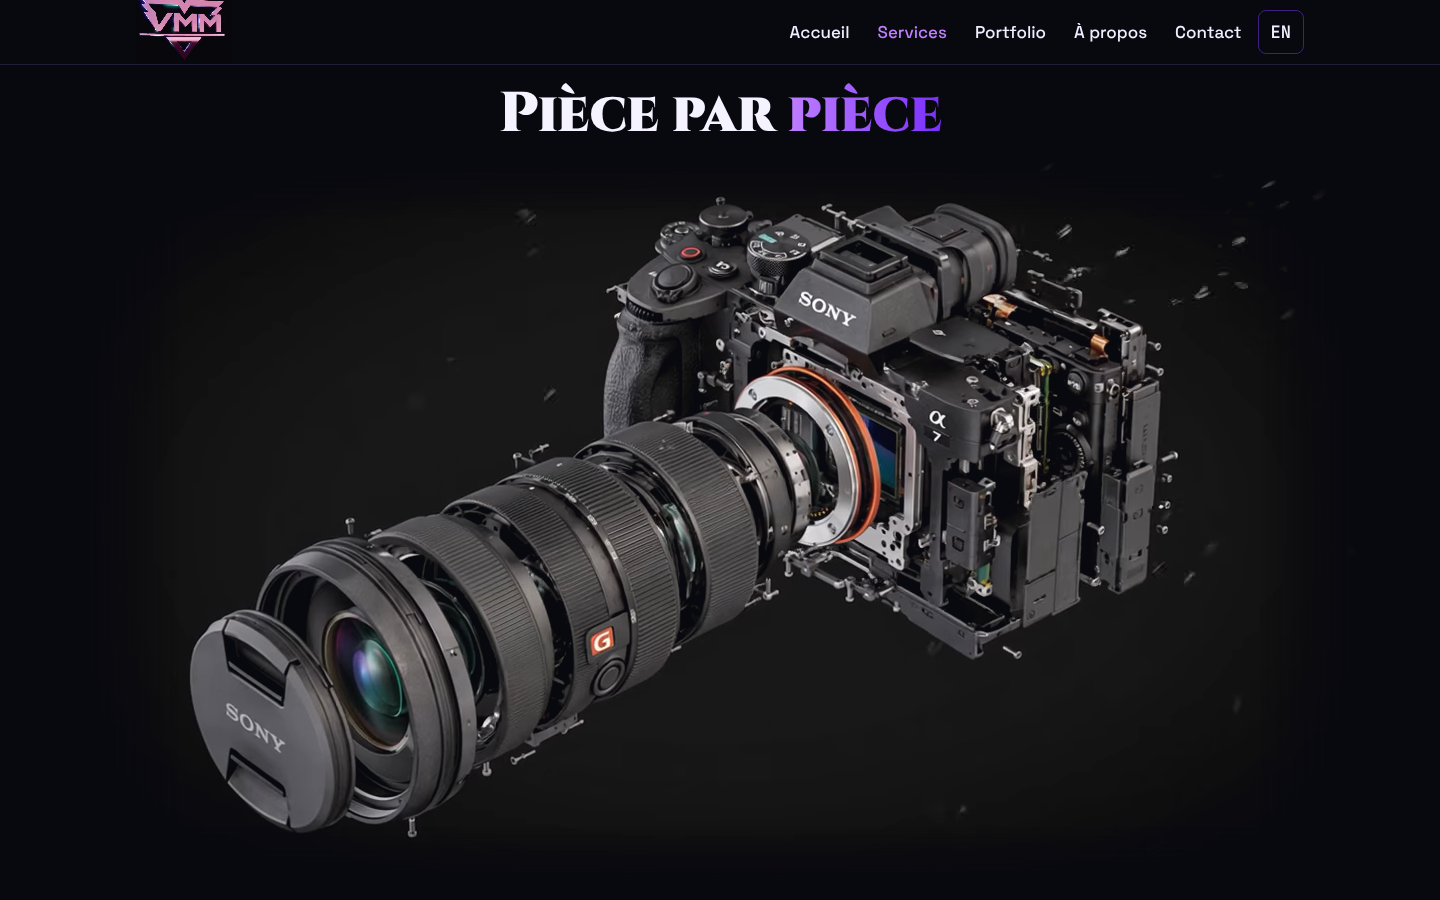 VMM
Accueil Services Portfolio À propos Contact EN
Pièce par pièce
SONY
α
7
G
SONY